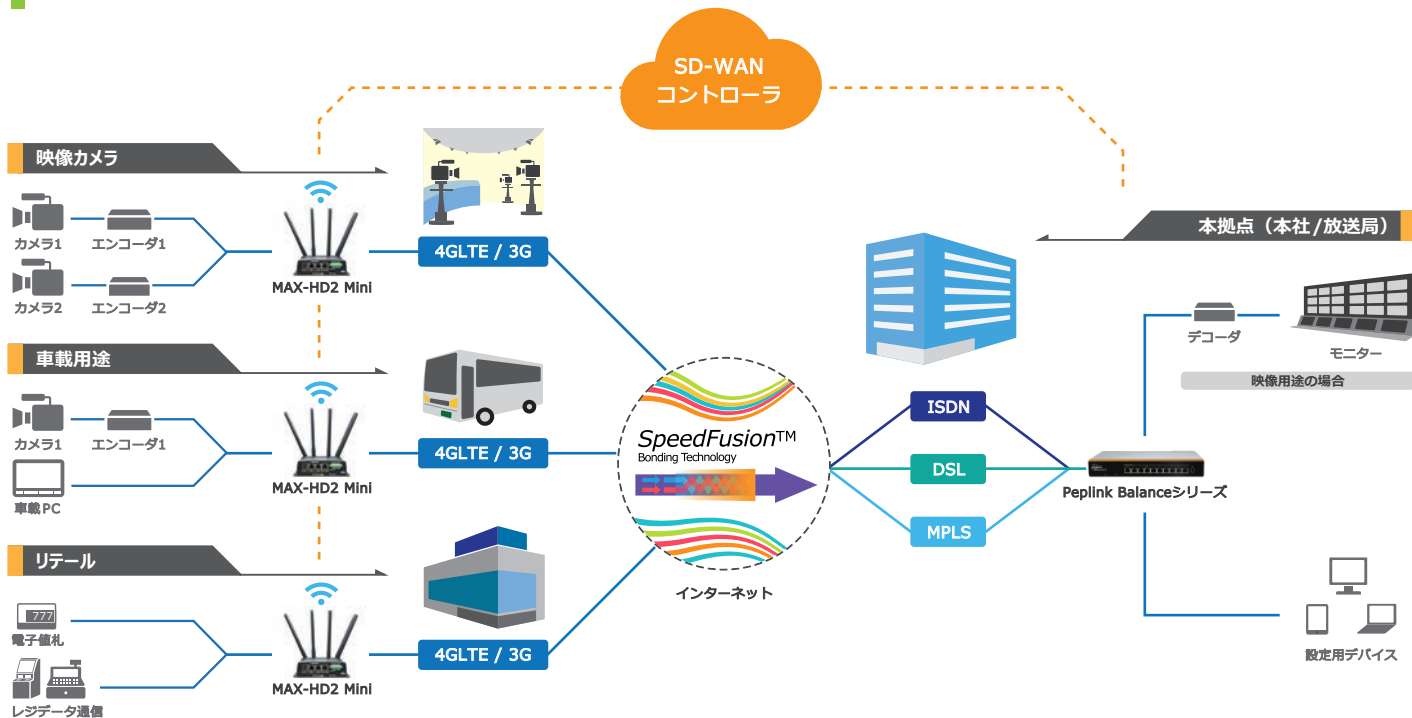 SD-WAN
コントローラ
映像カメラ
カメラ1
エンコーダ1
カメラ2
エンコーダ2
MAX-HD2 Mini
4GLTE / 3G
車載用途
カメラ1
エンコーダ1
車載PC
MAX-HD2 Mini
4GLTE / 3G
リテール
777
電子値札
レジデータ通信
MAX-HD2 Mini
4GLTE / 3G
SpeedFusion™
Bonding Technology
インターネット
ISDN
DSL
MPLS
本拠点（本社/放送局）
デコーダ
モニター
映像用途の場合
Peplink Balanceシリーズ
設定用デバイス